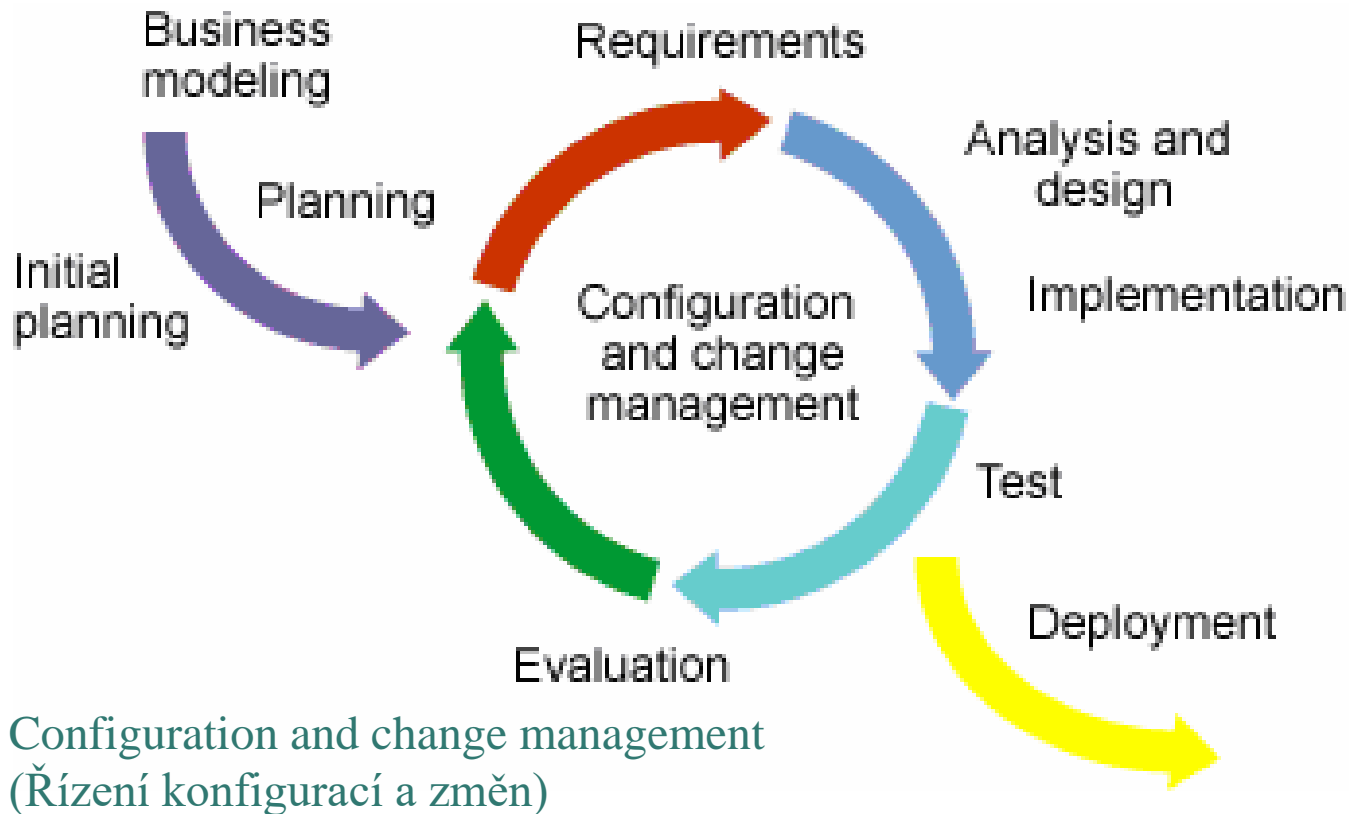 Business
modeling
Requirements
Analysis and
design
Planning
Initial
planning
Configuration
and change
management
Implementation
Test
Deployment
Evaluation
Configuration and change management
(Řízení konfigurací a změn)